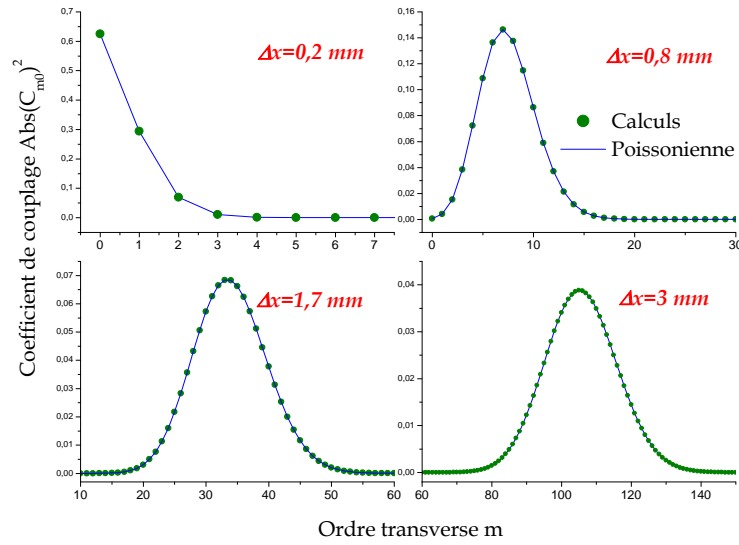 Coefficient de couplage Abs(C_m0)^2
0,7
0,6
0,5
0,4
0,3
0,2
0,1
0,0
0 1 2 3 4 5 6 7
Δx=0,2 mm
0,16
0,14
0,12
0,10
0,08
0,06
0,04
0,02
0,00
0 10 20 30
Δx=0,8 mm
Calculs
Poissonienne
0,07
0,06
0,05
0,04
0,03
0,02
0,01
0,00
10 20 30 40 50 60
Δx=1,7 mm
0,04
0,03
0,02
0,01
0,00
60 80 100 120 140
Δx=3 mm
Ordre transverse m